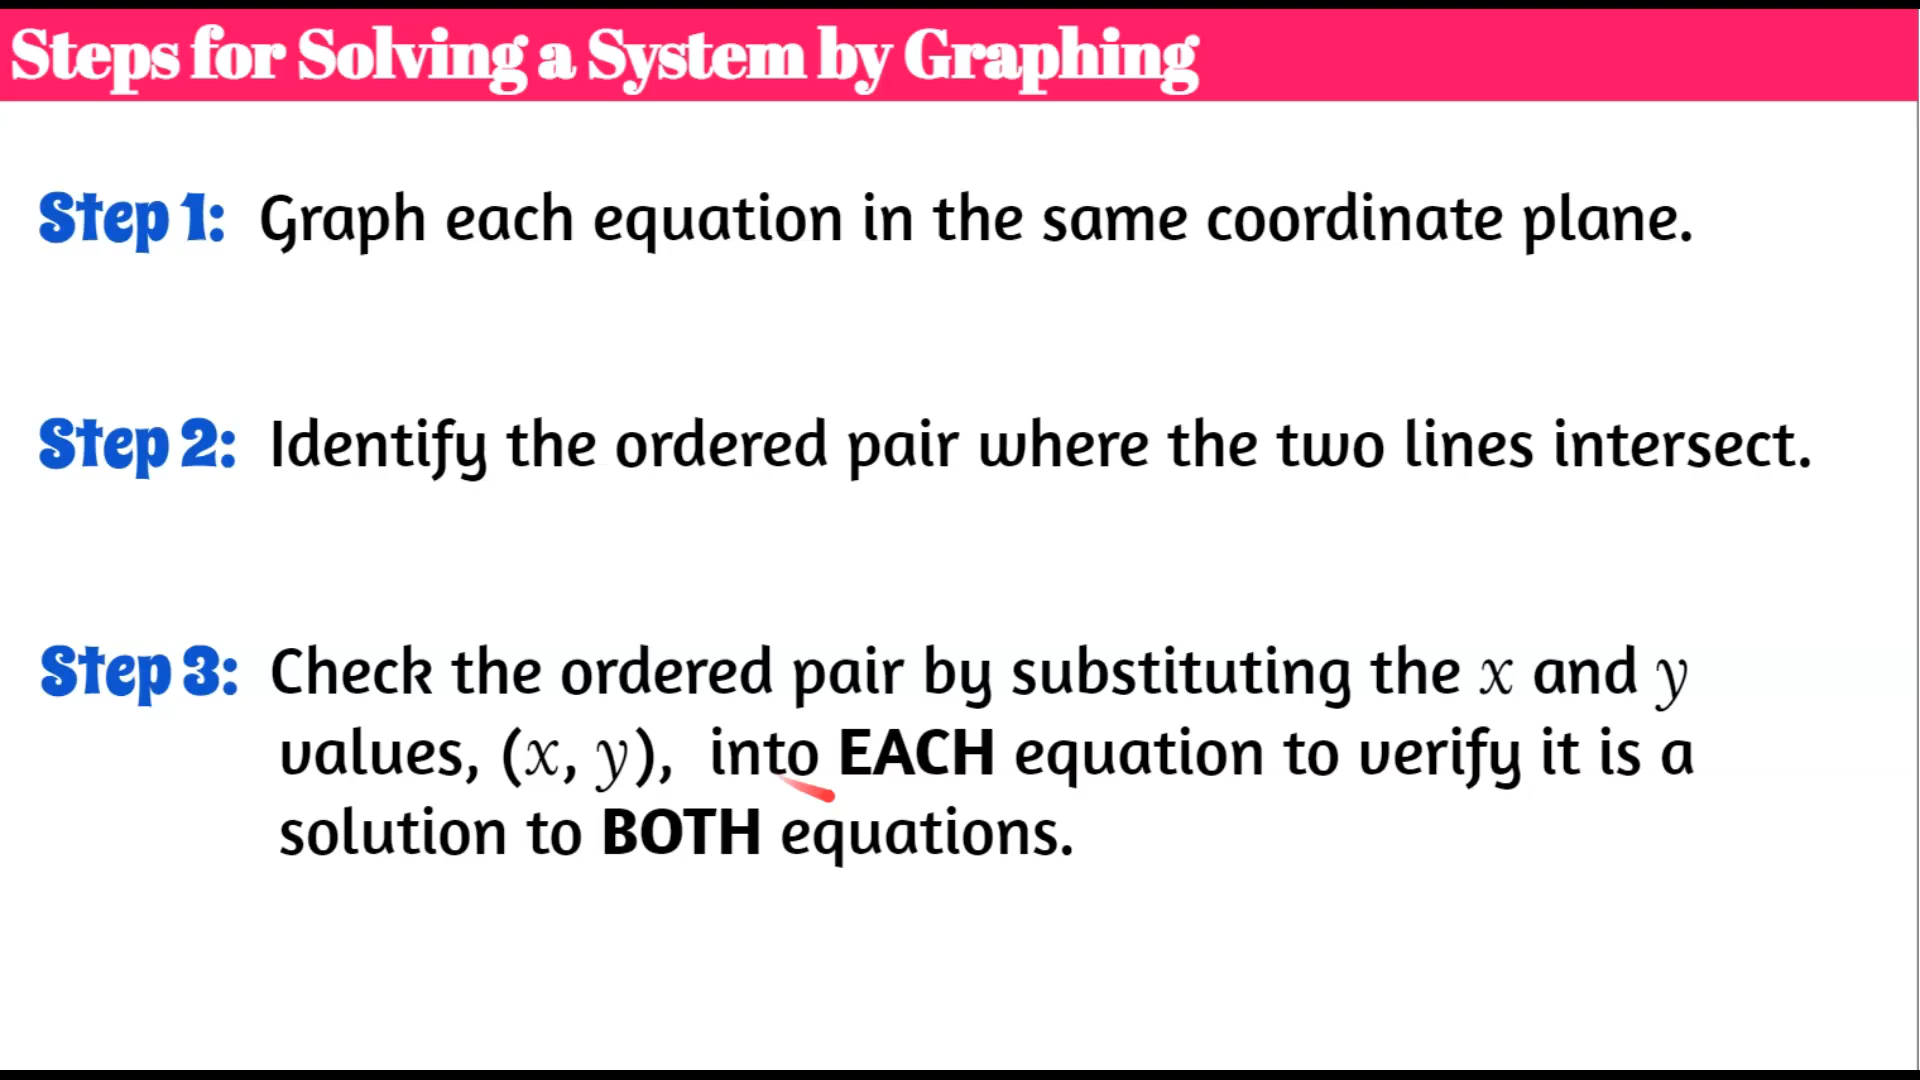 Steps for Solving a System by Graphing
Step 1: Graph each equation in the same coordinate plane.
Step 2: Identify the ordered pair where the two lines intersect.
Step 3: Check the ordered pair by substituting the x and y
values, (x, y), into EACH equation to verify it is a
solution to BOTH equations.